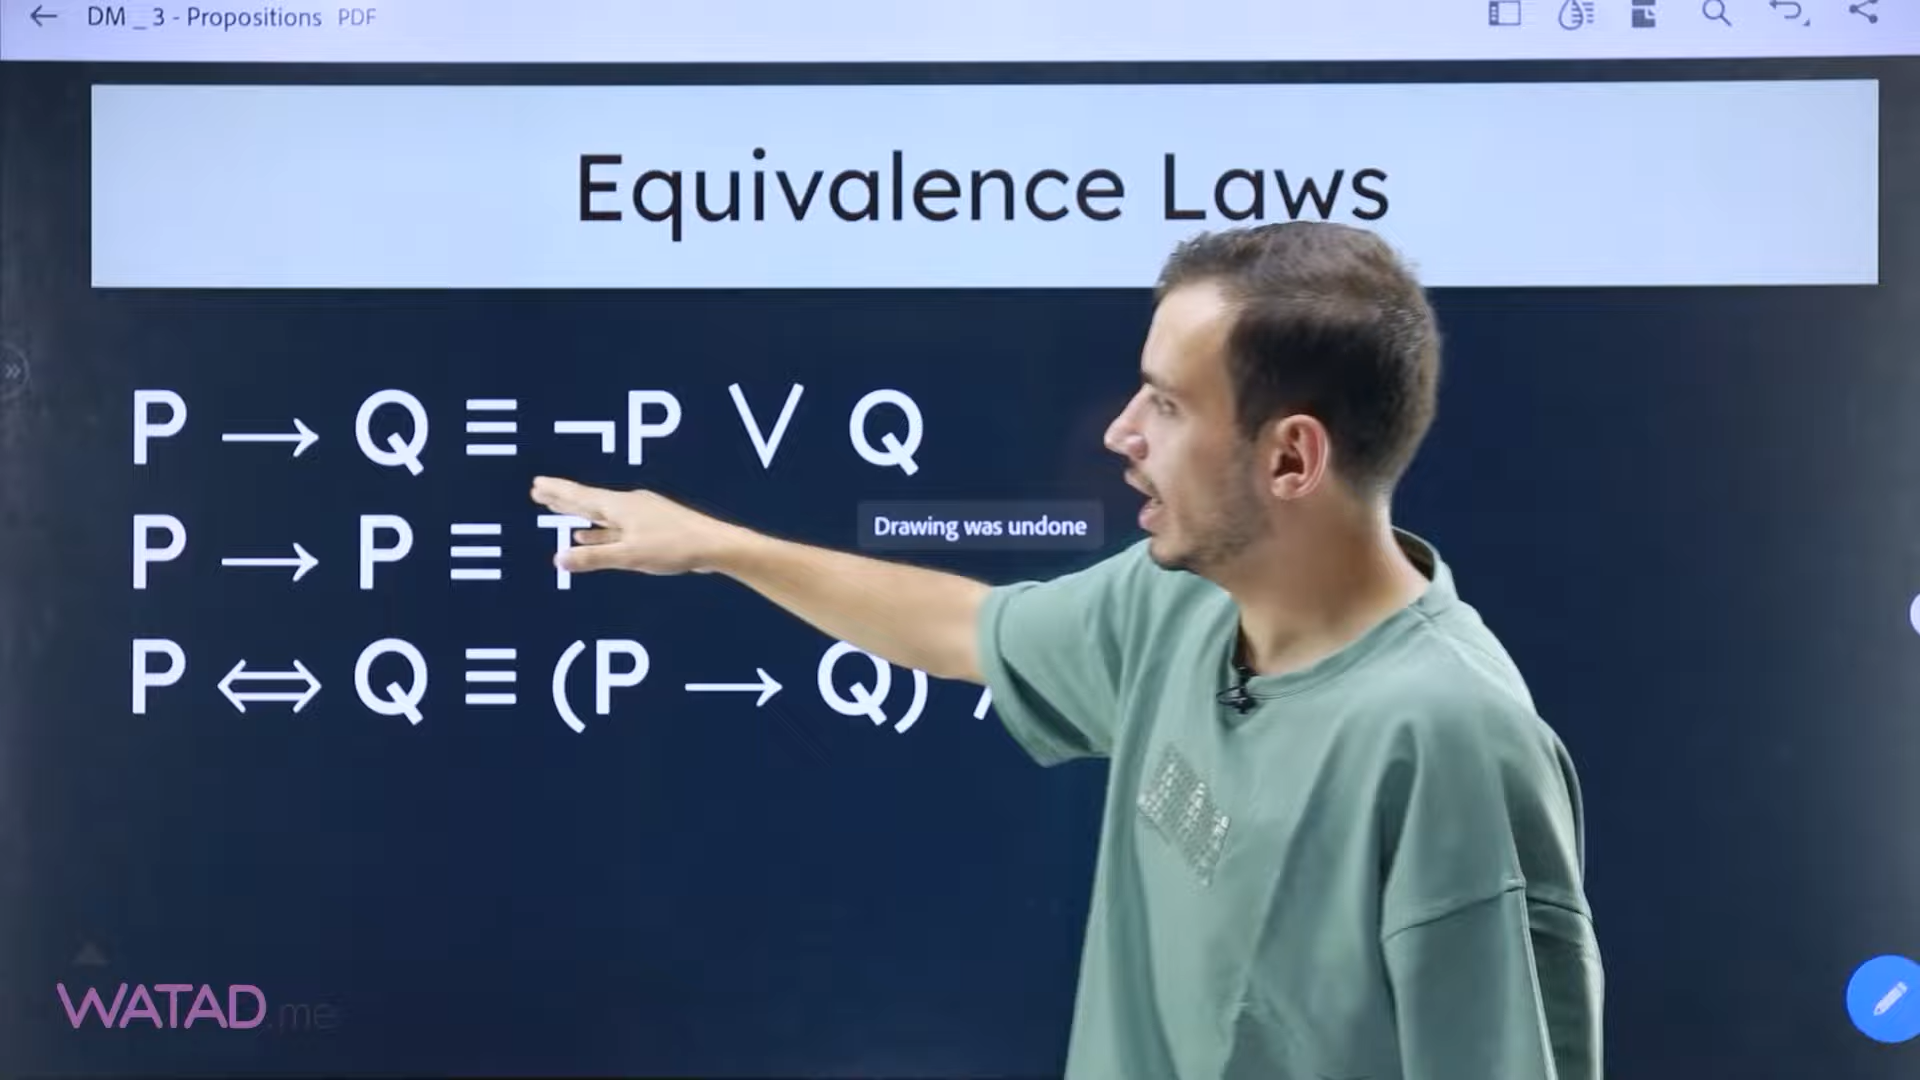 DM _ 3 - Propositions PDF
Equivalence Laws
P → Q ≡ ¬P ∨ Q
P → P ≡ T
Drawing was undone
P ⇔ Q ≡ (P → Q)
WATAD.me